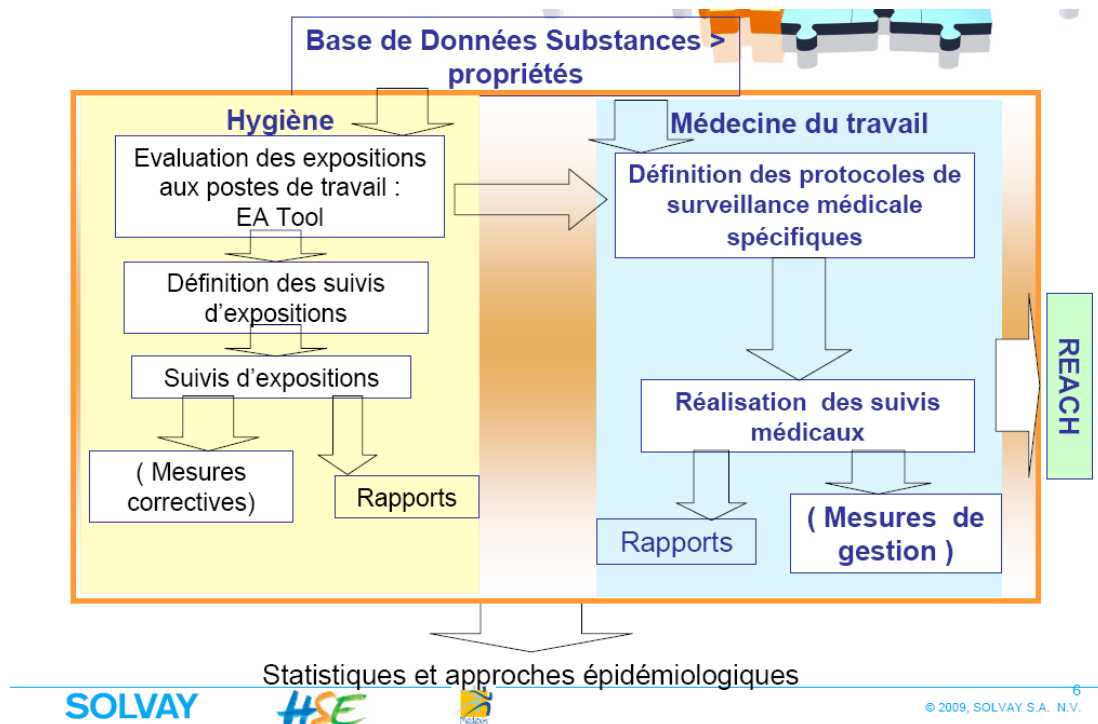 Base de Données Substances >
propriétés
Hygiène
Evaluation des expositions
aux postes de travail :
EA Tool
Définition des suivis
d'expositions
Suivis d'expositions
( Mesures
correctives)
Rapports
Médecine du travail
Définition des protocoles de
surveillance médicale
spécifiques
Réalisation des suivis
médicaux
Rapports
( Mesures de
gestion )
REACH
Statistiques et approches épidémiologiques
SOLVAY
HSE
Medexis
6
© 2009, SOLVAY S.A. N.V.